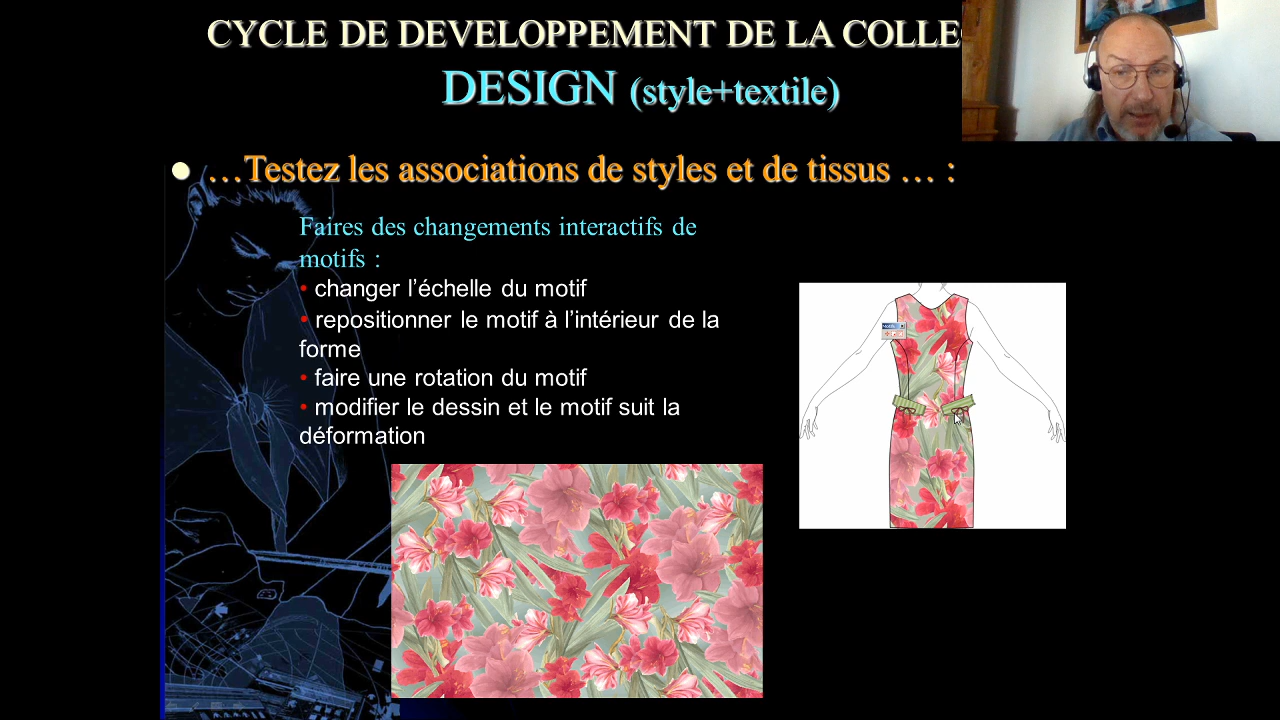 CYCLE DE DEVELOPPEMENT DE LA
DESIGN (style+textile)
● …Testez les associations de styles et de tissus … :
Faires des changements interactifs de
motifs :
• changer l’échelle du motif
• repositionner le motif à l’intérieur de la
forme
• faire une rotation du motif
• modifier le dessin et le motif suit la
déformation